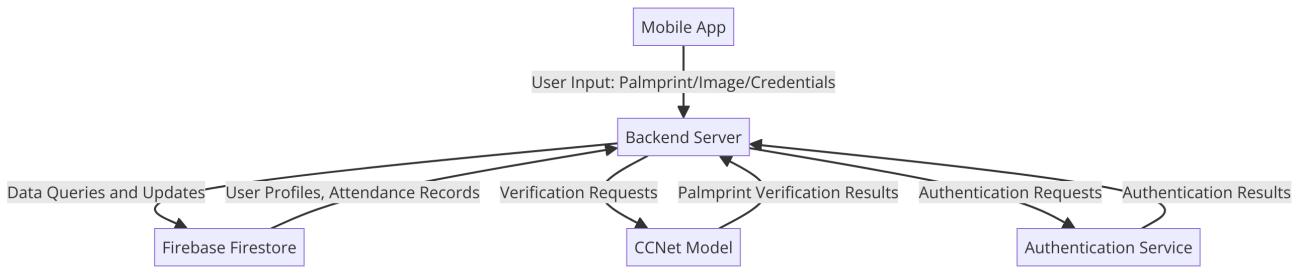 Mobile App
User Input: Palmprint/Image/Credentials
Backend Server
Data Queries and Updates
User Profiles, Attendance Records
Verification Requests
Palmprint Verification Results
Authentication Requests
Authentication Results
Firebase Firestore
CCNet Model
Authentication Service